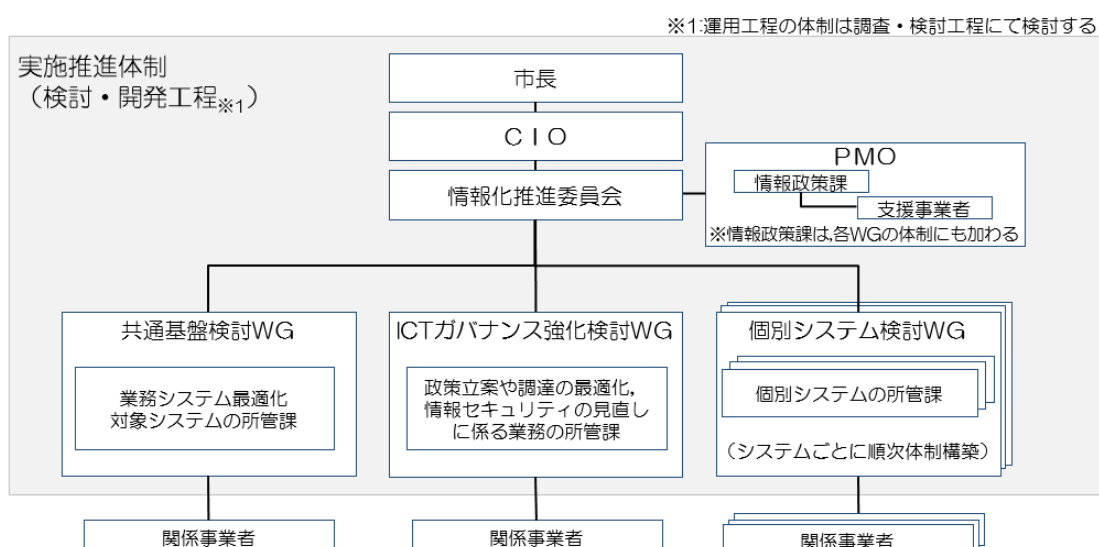 ※1:運用工程の体制は調査・検討工程にて検討する
実施推進体制
（検討・開発工程※1）
市長
ＣＩＯ
情報化推進委員会
PMO
情報政策課
支援事業者
※情報政策課は,各WGの体制にも加わる
共通基盤検討WG
業務システム最適化
対象システムの所管課
ICTガバナンス強化検討WG
政策立案や調達の最適化,
情報セキュリティの見直し
に係る業務の所管課
個別システム検討WG
個別システムの所管課
（システムごとに順次体制構築）
関係事業者
関係事業者
関係事業者